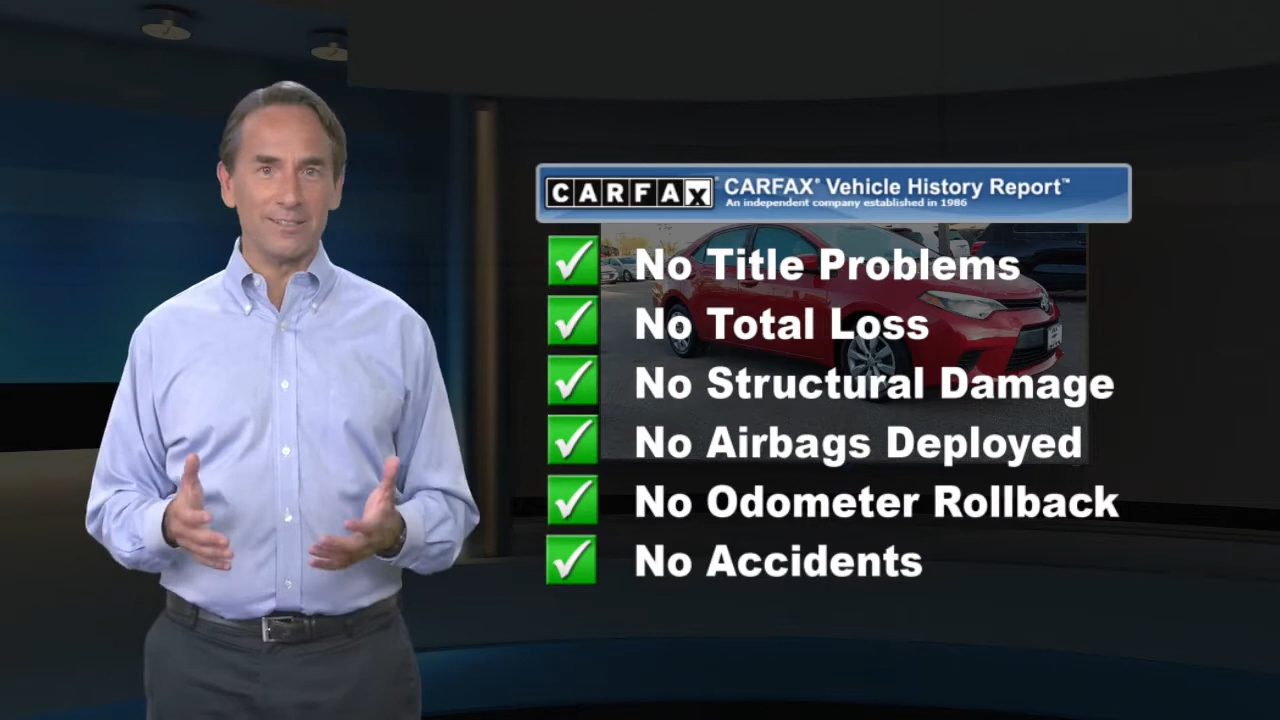 CARFAX CARFAX® Vehicle History Report™
An independent company established in 1986
No Title Problems
No Total Loss
No Structural Damage
No Airbags Deployed
No Odometer Rollback
No Accidents